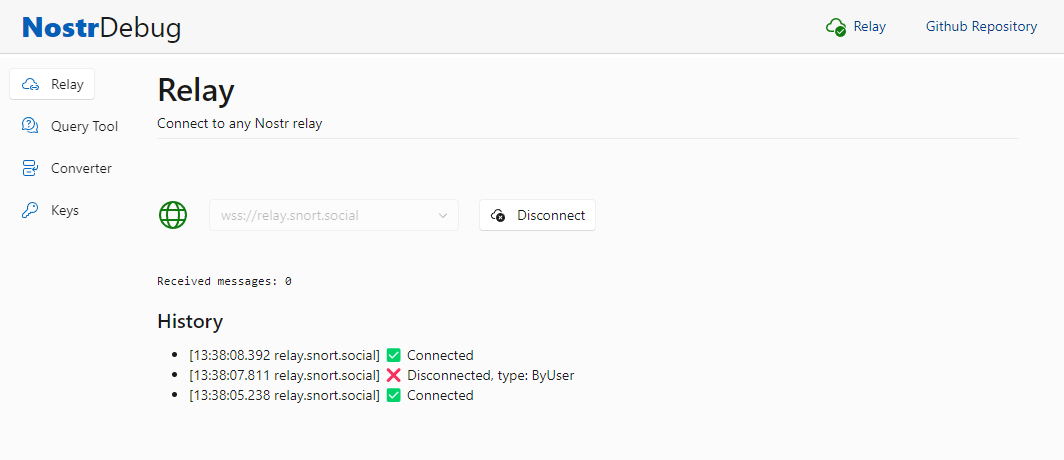 NostrDebug
Relay
Github Repository
Relay
Query Tool
Converter
Keys
Relay
Connect to any Nostr relay
wss://relay.snort.social
Disconnect
Received messages: 0
History
[13:38:08.392 relay.snort.social] ✅ Connected
[13:38:07.811 relay.snort.social] ❌ Disconnected, type: ByUser
[13:38:05.238 relay.snort.social] ✅ Connected